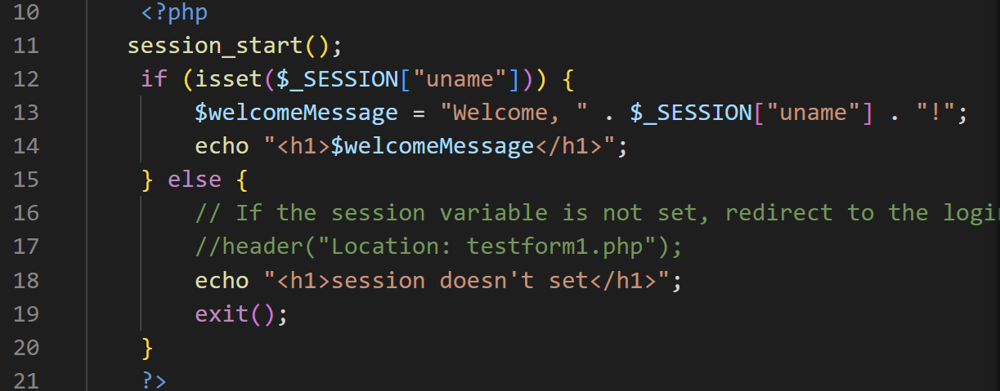 10 <?php
11 session_start();
12 if (isset($_SESSION["uname"])) {
13 $welcomeMessage = "Welcome, " . $_SESSION["uname"] . "!";
14 echo "<h1>$welcomeMessage</h1>";
15 } else {
16 // If the session variable is not set, redirect to the logi
17 //header("Location: testform1.php");
18 echo "<h1>session doesn't set</h1>";
19 exit();
20 }
21 ?>